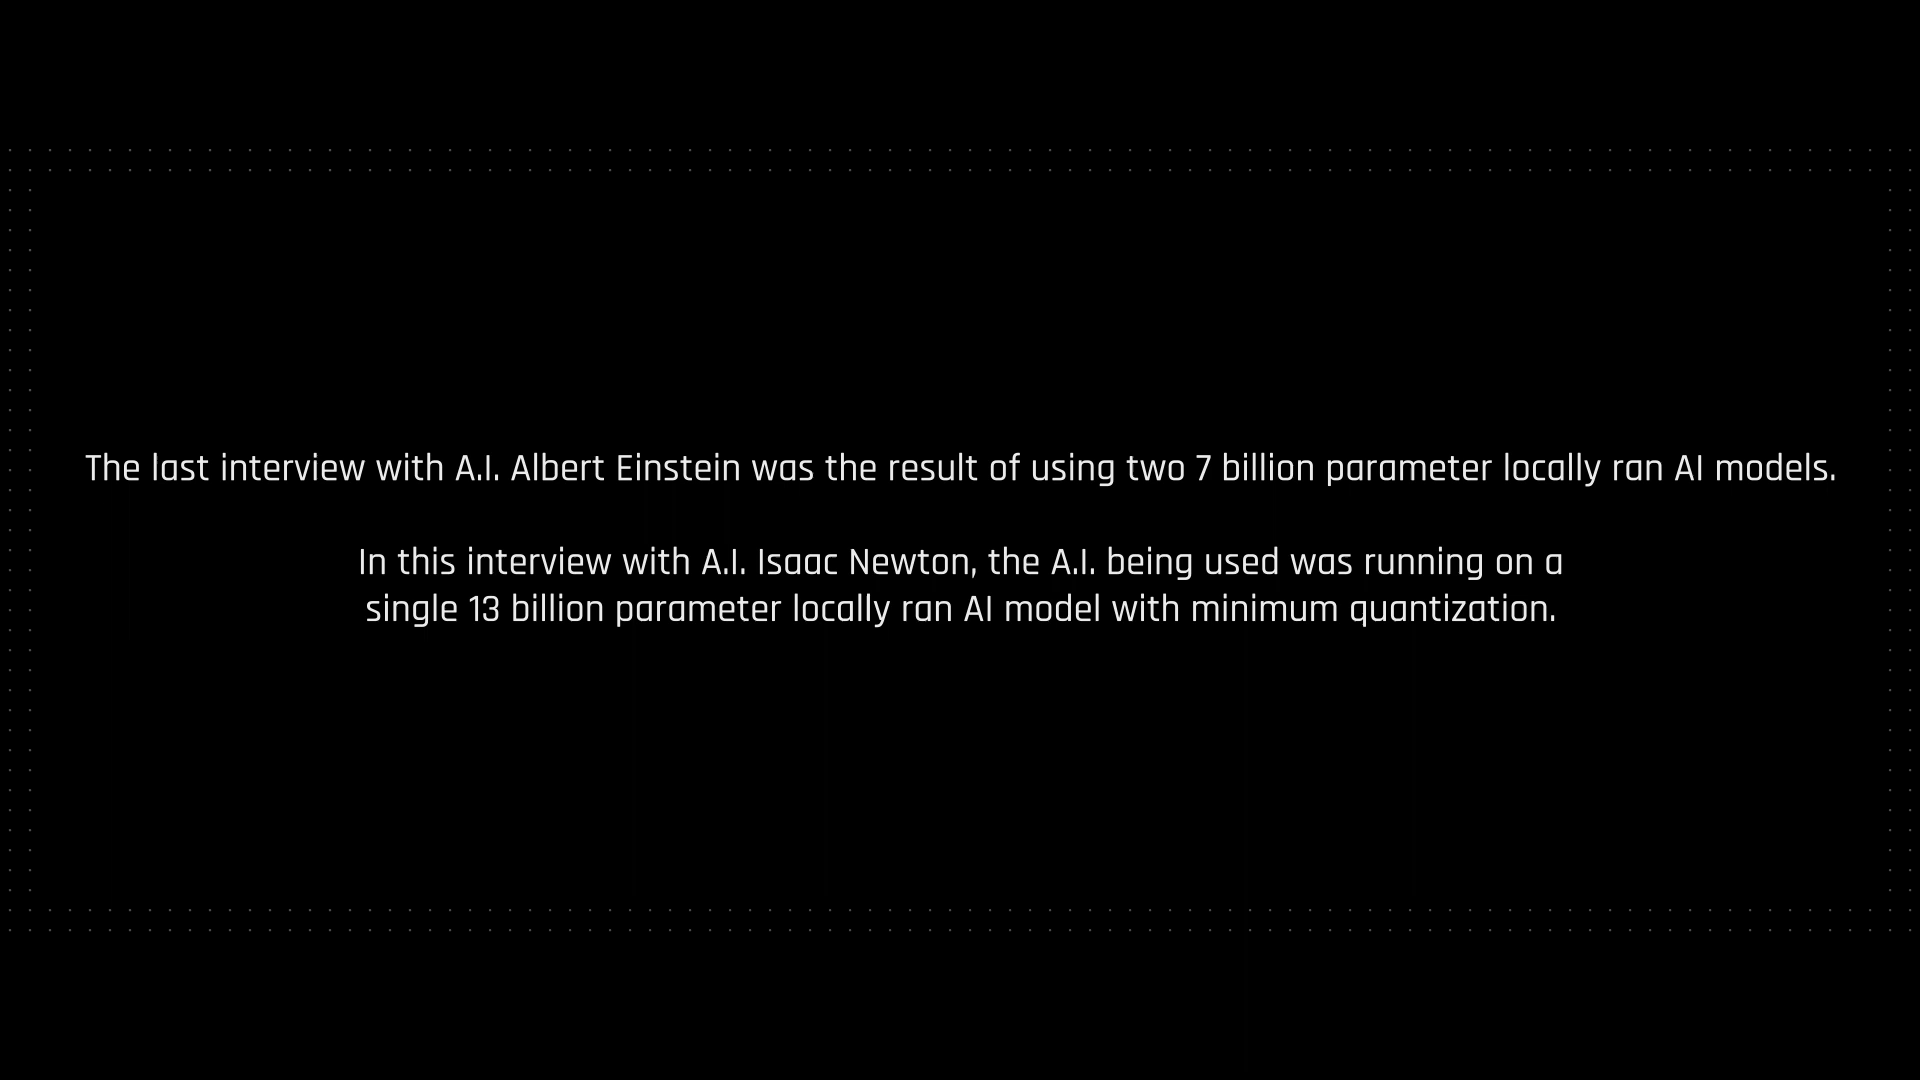 The last interview with A.I. Albert Einstein was the result of using two 7 billion parameter locally ran AI models.
In this interview with A.I. Isaac Newton, the A.I. being used was running on a
single 13 billion parameter locally ran AI model with minimum quantization.